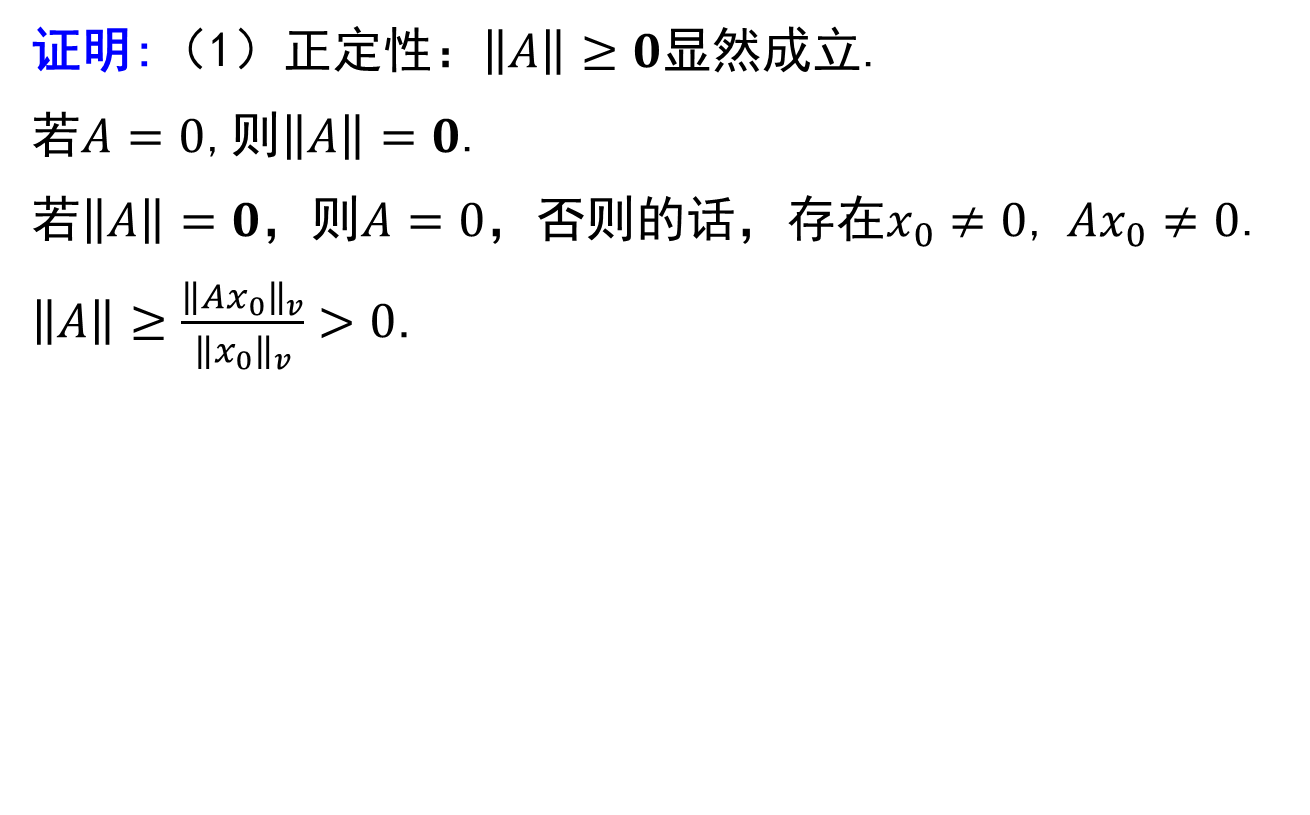 证明:（1）正定性：‖A‖ ≥ 0显然成立.
若A = 0, 则‖A‖ = 0.
若‖A‖ = 0，则A = 0，否则的话，存在x₀ ≠ 0, Ax₀ ≠ 0.
‖A‖ ≥ ‖Ax₀‖ᵥ / ‖x₀‖ᵥ > 0.